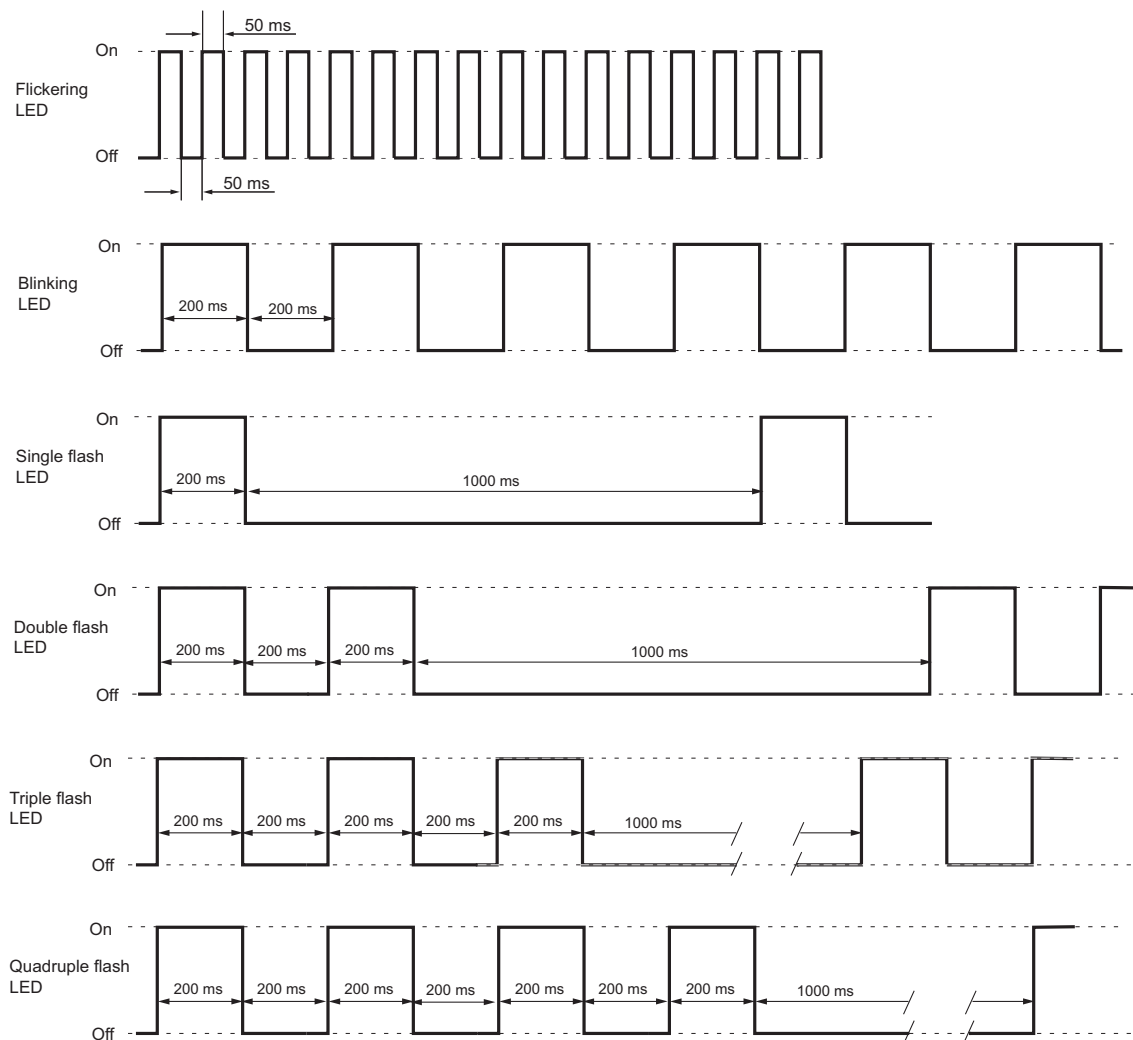 50 ms
On
Flickering
LED
Off
50 ms
On
Blinking
LED
200 ms 200 ms
Off
On
Single flash
LED
200 ms 1000 ms
Off
On
Double flash
LED
200 ms 200 ms 200 ms 1000 ms
Off
On
Triple flash
LED
200 ms 200 ms 200 ms 200 ms 200 ms 1000 ms
Off
On
Quadruple flash
LED
200 ms 200 ms 200 ms 200 ms 200 ms 200 ms 200 ms 1000 ms
Off